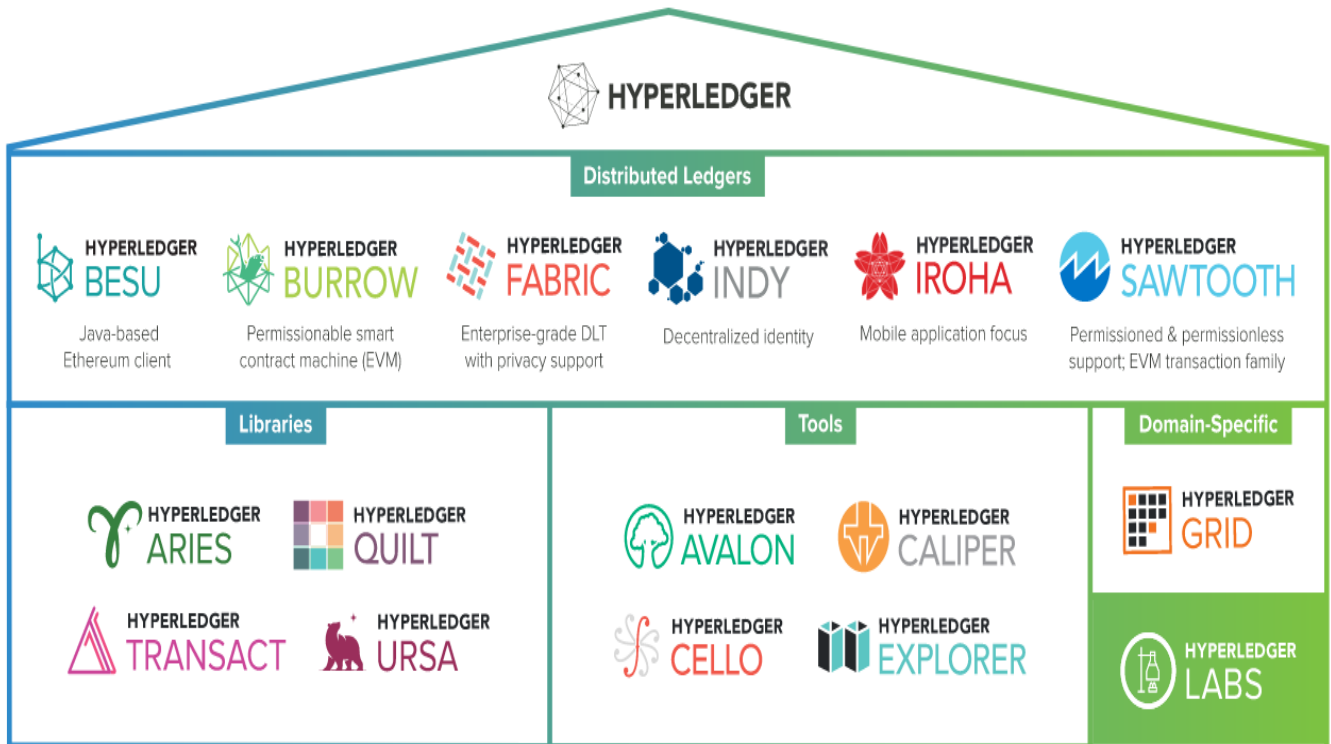 HYPERLEDGER
Distributed Ledgers
HYPERLEDGER
BESU
Java-based
Ethereum client
HYPERLEDGER
BURROW
Permissionable smart
contract machine (EVM)
HYPERLEDGER
FABRIC
Enterprise-grade DLT
with privacy support
HYPERLEDGER
INDY
Decentralized identity
HYPERLEDGER
IROHA
Mobile application focus
HYPERLEDGER
SAWTOOTH
Permissioned & permissionless
support; EVM transaction family
Libraries
HYPERLEDGER
ARIES
HYPERLEDGER
QUILT
HYPERLEDGER
TRANSACT
HYPERLEDGER
URSA
Tools
HYPERLEDGER
AVALON
HYPERLEDGER
CALIPER
HYPERLEDGER
CELLO
HYPERLEDGER
EXPLORER
Domain-Specific
HYPERLEDGER
GRID
HYPERLEDGER
LABS